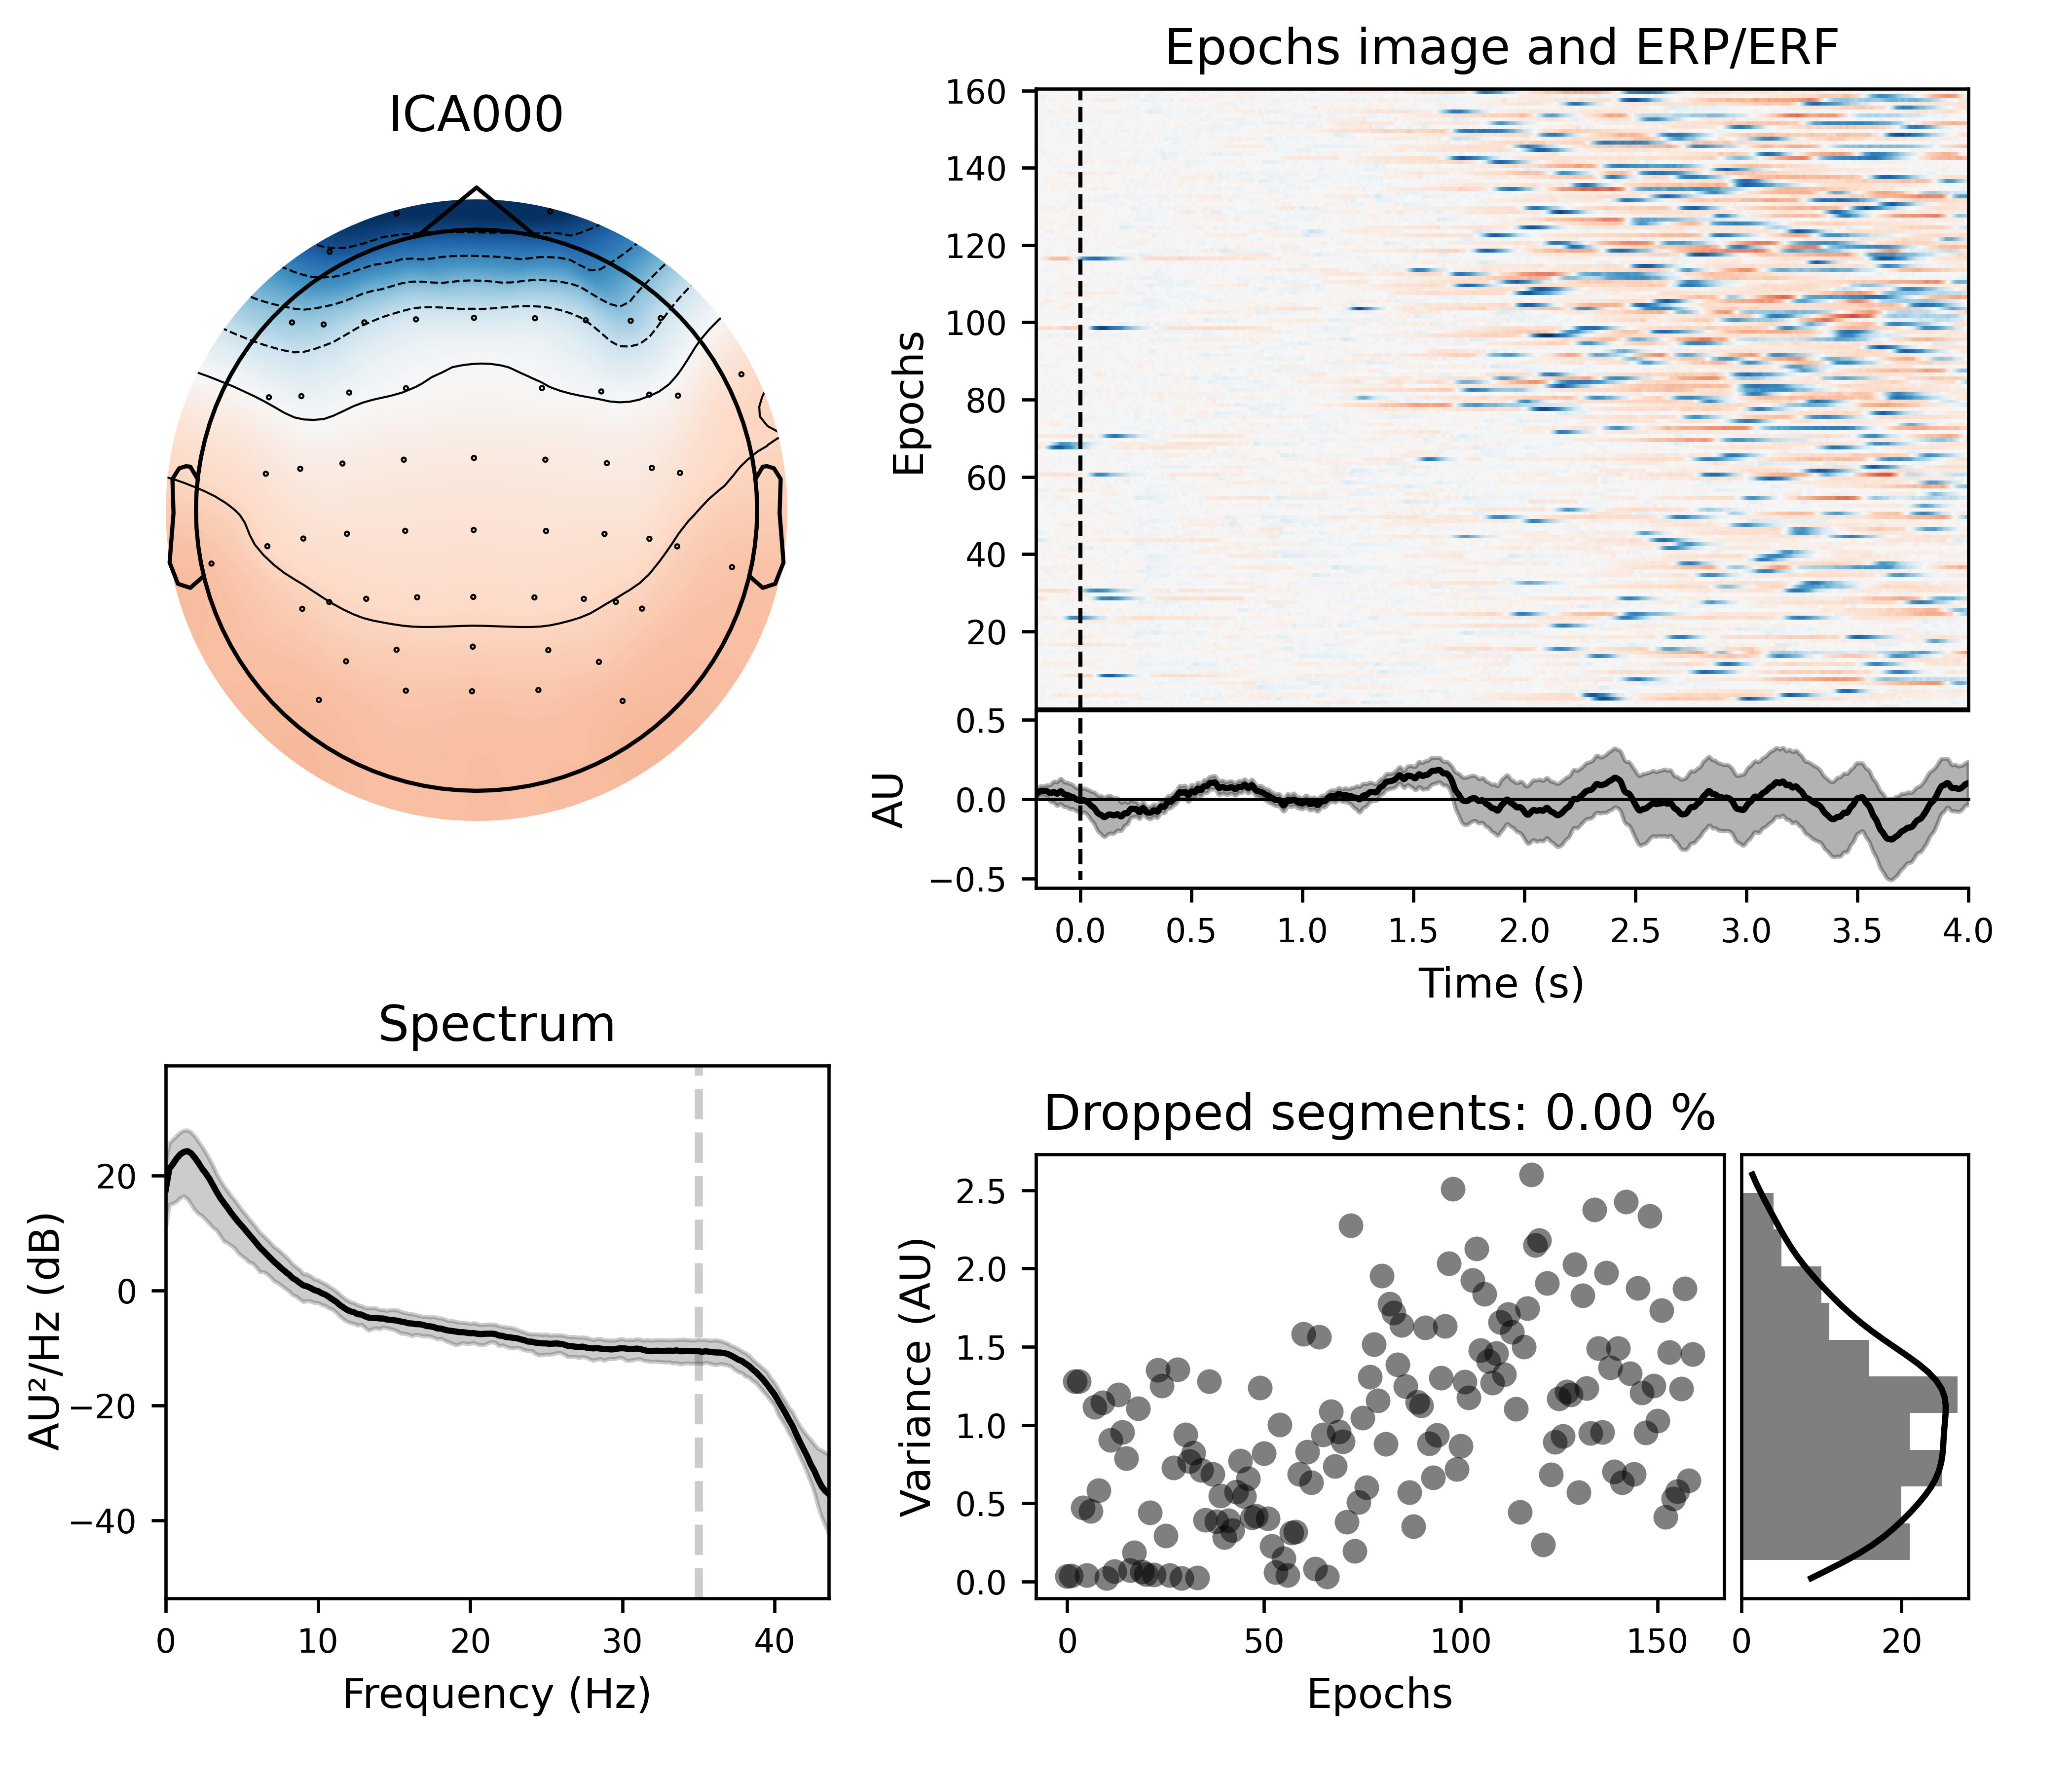 ICA000
Epochs image and ERP/ERF
Epochs
160
140
120
100
80
60
40
20
AU
0.5
0.0
−0.5
0.0 0.5 1.0 1.5 2.0 2.5 3.0 3.5 4.0
Time (s)
Spectrum
AU²/Hz (dB)
20
0
−20
−40
0 10 20 30 40
Frequency (Hz)
Dropped segments: 0.00 %
Variance (AU)
2.5
2.0
1.5
1.0
0.5
0.0
0 50 100 150
Epochs
0 20